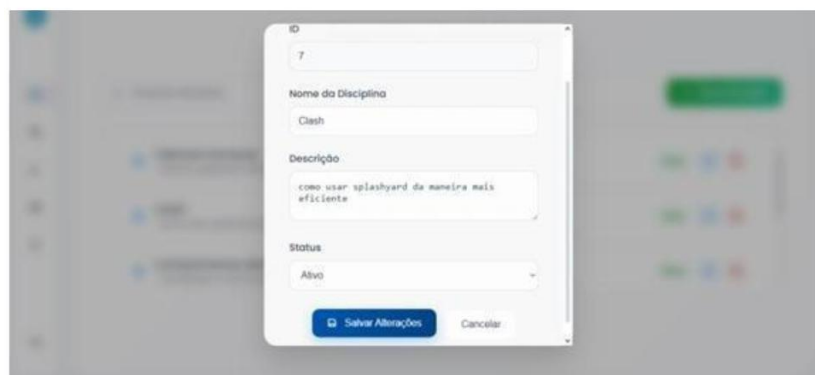 ID
7
Nome da Disciplina
Clash
Descrição
como usar splashyard da maneira mais
eficiente
Status
Ativo
Salvar Alterações
Cancelar